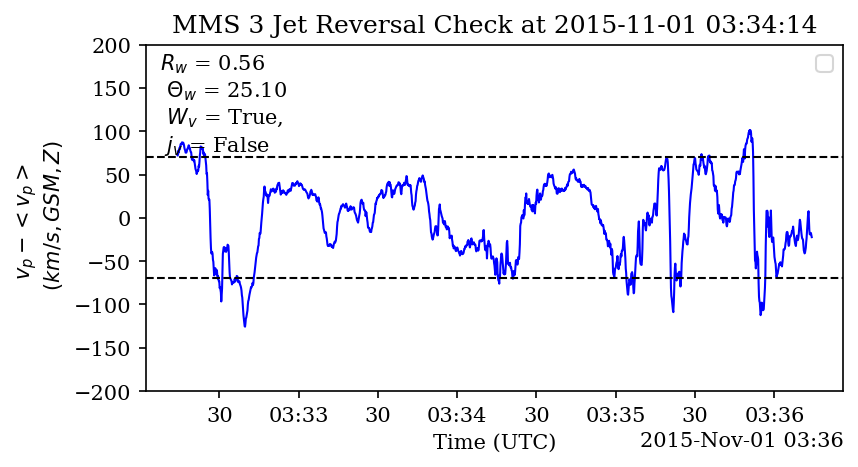 MMS 3 Jet Reversal Check at 2015-11-01 03:34:14
R_w = 0.56
Θ_w = 25.10
W_v = True,
j_v = False
v_p − < v_p >
(km/s, GSM, Z)
200
150
100
50
0
−50
−100
−150
−200
30 03:33 30 03:34 30 03:35 30 03:36
Time (UTC)
2015-Nov-01 03:36